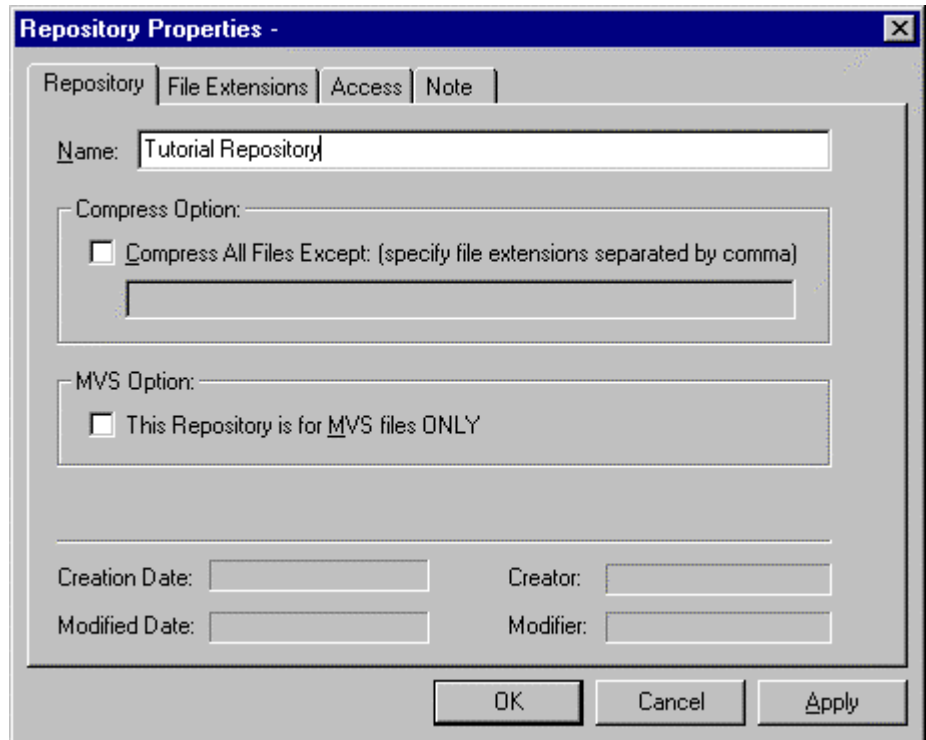 Repository Properties -
Repository File Extensions Access Note
Name: Tutorial Repository
Compress Option:
Compress All Files Except: (specify file extensions separated by comma)
MVS Option:
This Repository is for MVS files ONLY
Creation Date: Creator:
Modified Date: Modifier:
OK Cancel Apply